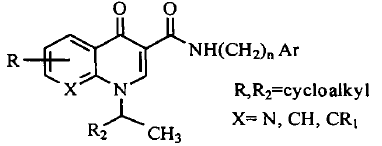 O O
NH(CH2)n Ar
R
X N
R2 CH3
R,R2=cycloalkyl
X= N, CH, CR1